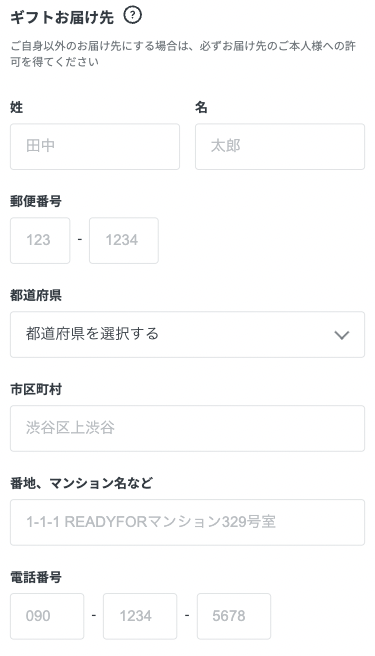 ギフトお届け先 ?
ご自身以外のお届け先にする場合は、必ずお届け先のご本人様への許
可を得てください
姓 名
田中 太郎
郵便番号
123 - 1234
都道府県
都道府県を選択する
市区町村
渋谷区上渋谷
番地、マンション名など
1-1-1 READYFORマンション329号室
電話番号
090 - 1234 - 5678